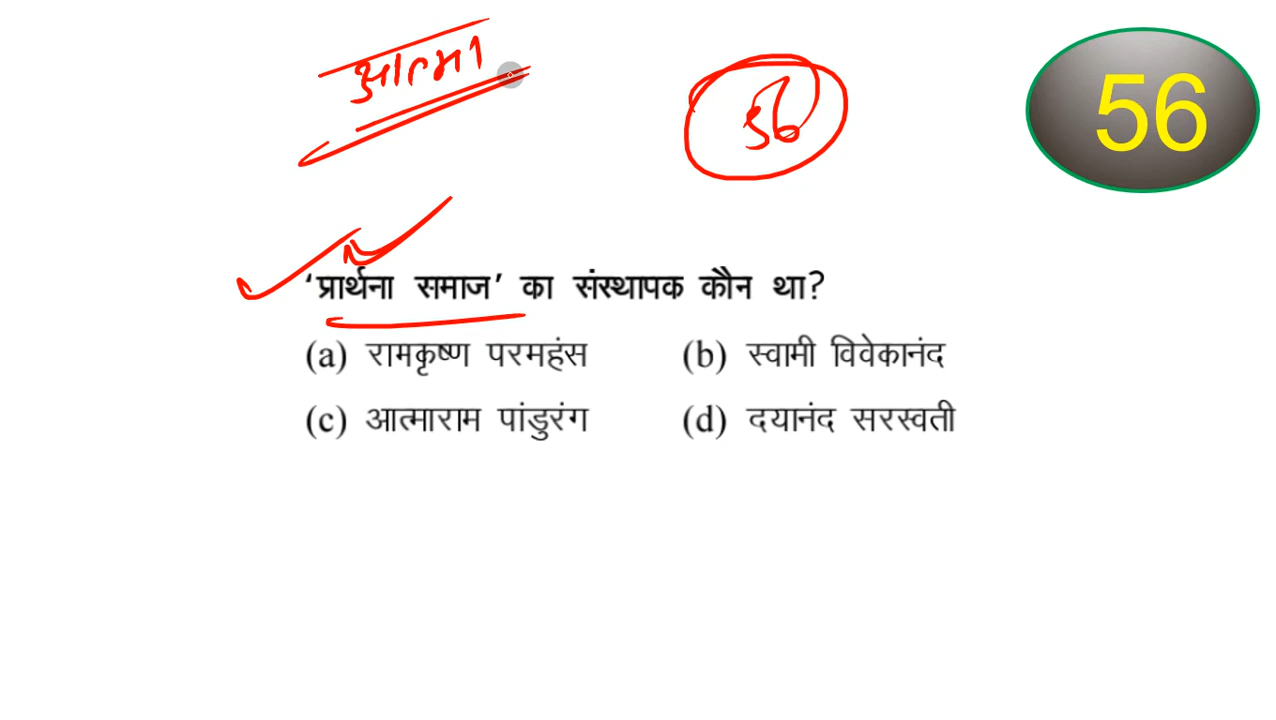 आत्मा
56
56
‘प्रार्थना समाज’ का संस्थापक कौन था?
(a) रामकृष्ण परमहंस (b) स्वामी विवेकानंद
(c) आत्माराम पांडुरंग (d) दयानंद सरस्वती